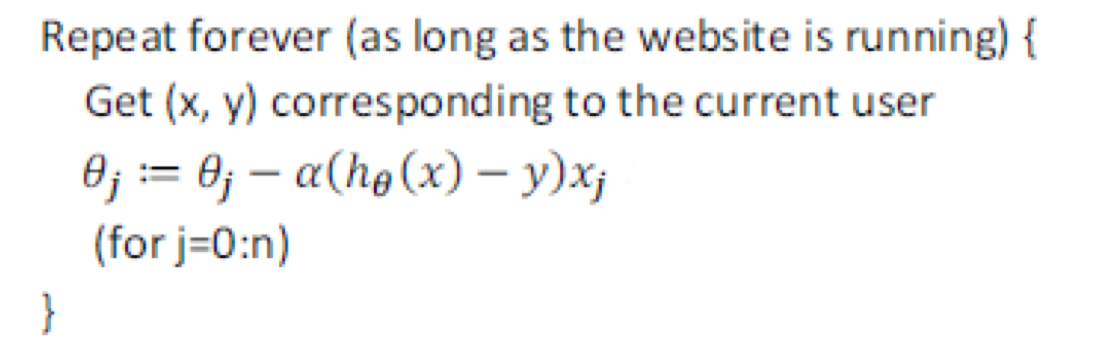 Repeat forever (as long as the website is running) {
Get (x, y) corresponding to the current user
θⱼ := θⱼ − α(h_θ(x) − y)xⱼ
(for j=0:n)
}